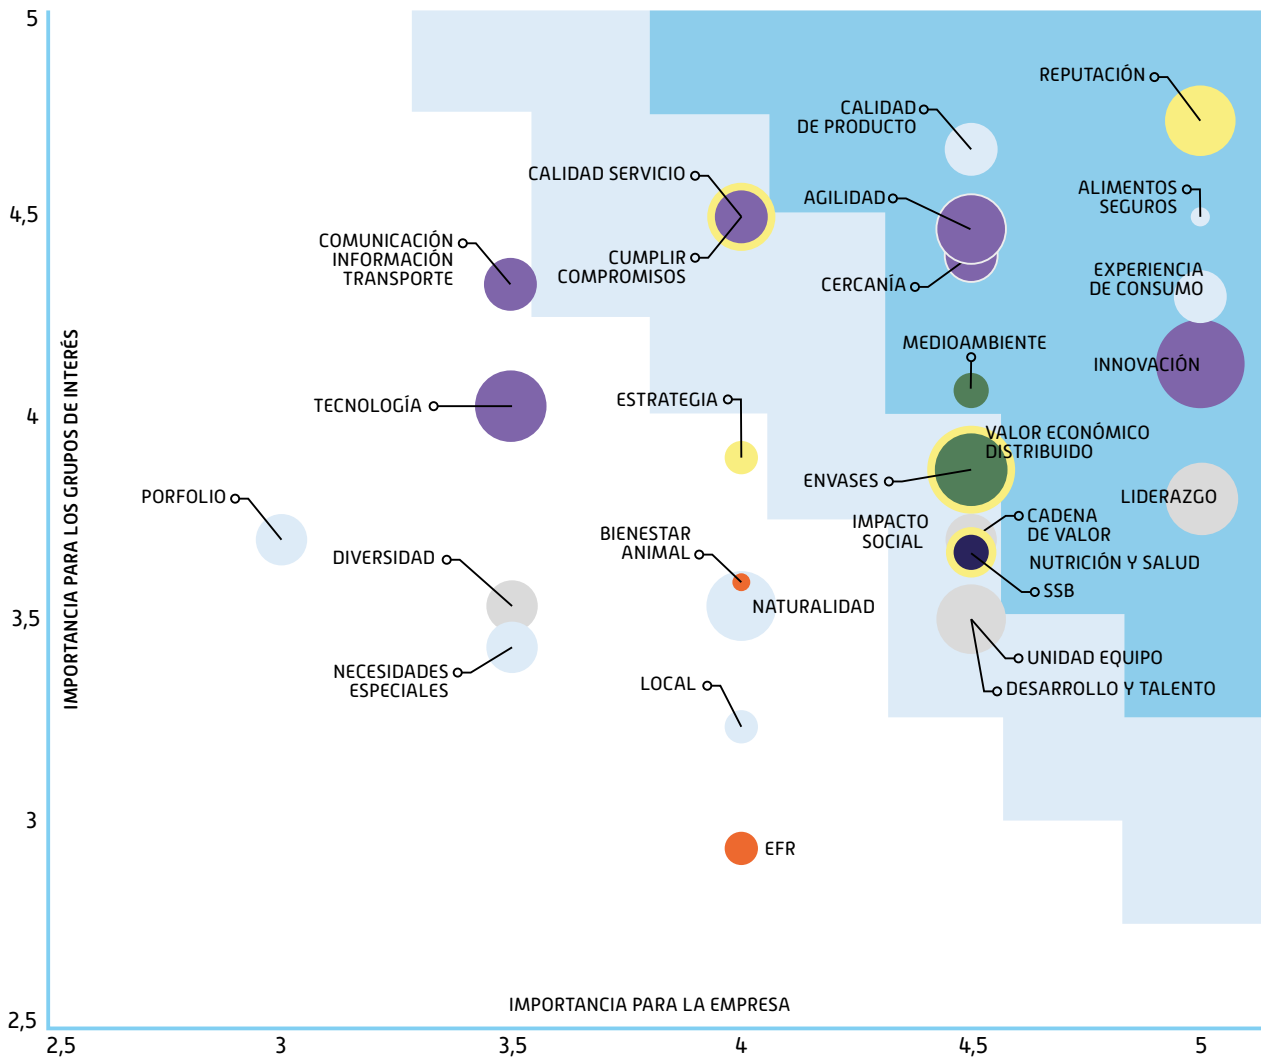 5
REPUTACIÓN
CALIDAD
DE PRODUCTO
CALIDAD SERVICIO
ALIMENTOS
SEGUROS
AGILIDAD
4,5
COMUNICACIÓN
INFORMACIÓN
TRANSPORTE
CUMPLIR
COMPROMISOS
EXPERIENCIA
DE CONSUMO
CERCANÍA
MEDIOAMBIENTE
INNOVACIÓN
IMPORTANCIA PARA LOS GRUPOS DE INTERÉS
TECNOLOGÍA
ESTRATEGIA
4
VALOR ECONÓMICO
DISTRIBUIDO
ENVASES
PORFOLIO
LIDERAZGO
IMPACTO
SOCIAL
CADENA
DE VALOR
BIENESTAR
ANIMAL
DIVERSIDAD
NUTRICIÓN Y SALUD
SSB
NATURALIDAD
3,5
UNIDAD EQUIPO
NECESIDADES
ESPECIALES
LOCAL
DESARROLLO Y TALENTO
3
EFR
IMPORTANCIA PARA LA EMPRESA
2,5
2,5
3
3,5
4
4,5
5